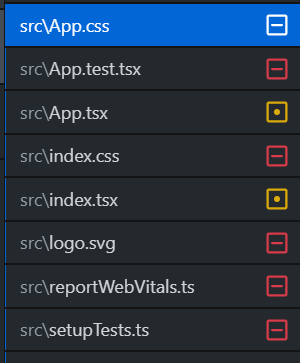 src\App.css
src\App.test.tsx
src\App.tsx
src\index.css
src\index.tsx
src\logo.svg
src\reportWebVitals.ts
src\setupTests.ts